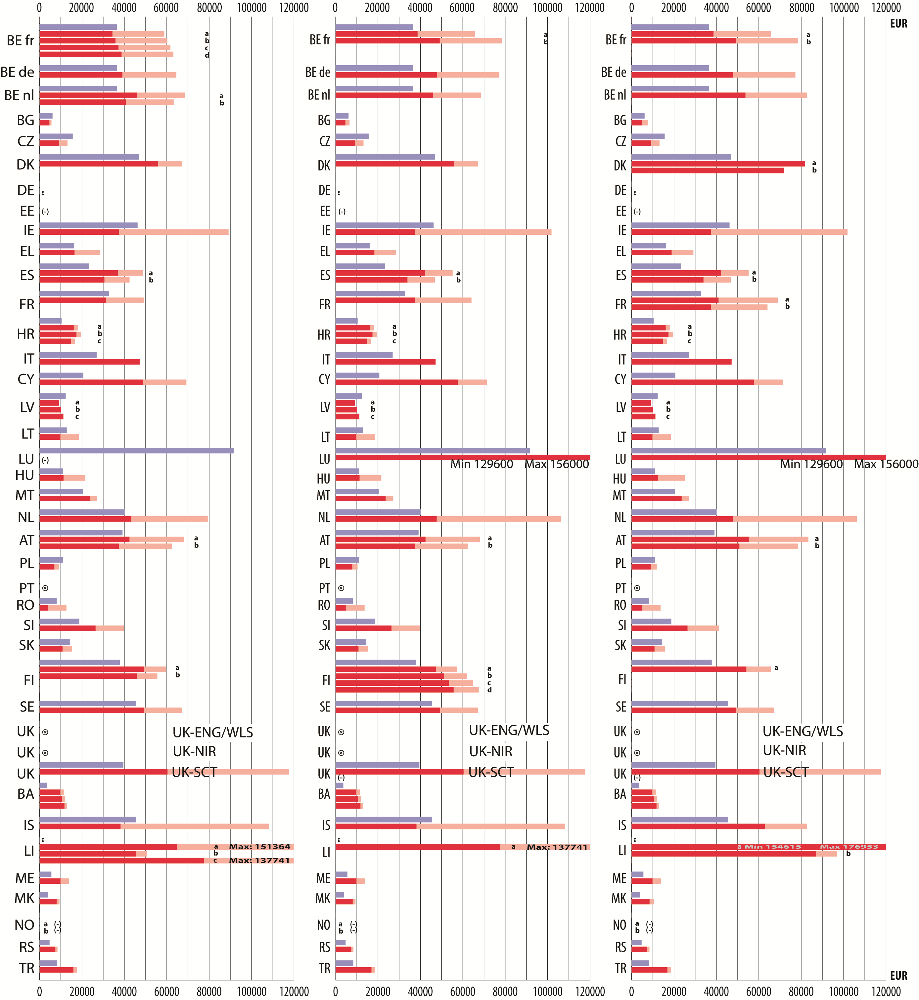 0 20000 40000 60000 80000 100000 120000 0 20000 40000 60000 80000 100000 120000 0 20000 40000 60000 80000 100000 120000
EUR
BE fr a b c d BE fr a b BE fr a b
BE de BE de BE de
BE nl a b BE nl BE nl
BG BG BG
CZ CZ CZ
DK DK DK a b
DE : DE : DE :
EE (-) EE (-) EE (-)
IE IE IE
EL EL EL
ES a b ES a b ES a b
FR FR FR a b
HR a b c HR a b c HR a b c
IT IT IT
CY CY CY
LV a b c LV a b c LV a b c
LT LT LT
LU (-) LU Min 129600 Max 156000 LU Min 129600 Max 156000
HU HU HU
MT MT MT
NL NL NL
AT a b AT a b AT a b
PL PL PL
PT ⊗ PT ⊗ PT ⊗
RO RO RO
SI SI SI
SK SK SK
FI a b FI a b c d FI a
SE SE SE
UK ⊗ UK-ENG/WLS UK ⊗ UK-ENG/WLS UK ⊗ UK-ENG/WLS
UK ⊗ UK-NIR UK ⊗ UK-NIR UK ⊗ UK-NIR
UK UK-SCT UK (-) UK-SCT UK (-) UK-SCT
BA BA BA
IS IS IS
: : :
LI a Max: 151364 b c Max: 137741 LI a Max: 137741 LI a Min 154615 Max 176953 b
ME ME ME
MK MK MK
NO a (-) b (-) NO a (-) b (-) NO a (-) b (-)
RS RS RS
TR TR TR
EUR
0 20000 40000 60000 80000 100000 120000 0 20000 40000 60000 80000 100000 120000 0 20000 40000 60000 80000 100000 120000